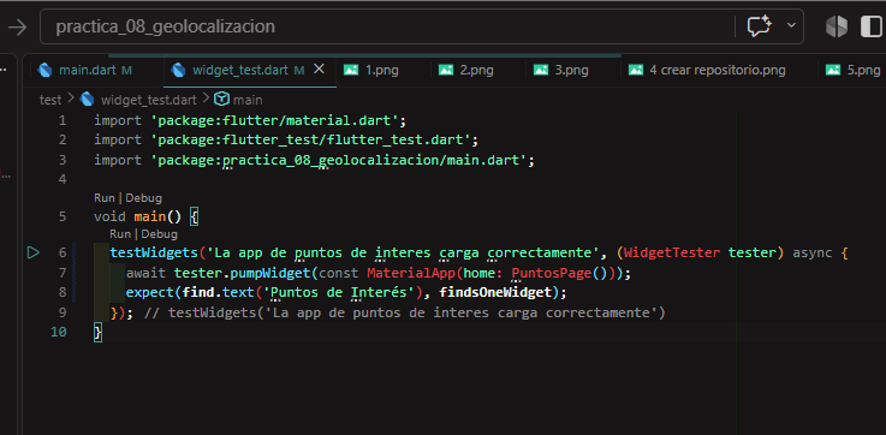 practica_08_geolocalizacion
main.dart M widget_test.dart M 1.png 2.png 3.png 4 crear repositorio.png 5.png
test > widget_test.dart > main
1 import 'package:flutter/material.dart';
2 import 'package:flutter_test/flutter_test.dart';
3 import 'package:practica_08_geolocalizacion/main.dart';
4
Run | Debug
5 void main() {
Run | Debug
6 testWidgets('La app de puntos de interes carga correctamente', (WidgetTester tester) async {
7 await tester.pumpWidget(const MaterialApp(home: PuntosPage()));
8 expect(find.text('Puntos de Interés'), findsOneWidget);
9 }); // testWidgets('La app de puntos de interes carga correctamente')
10 }